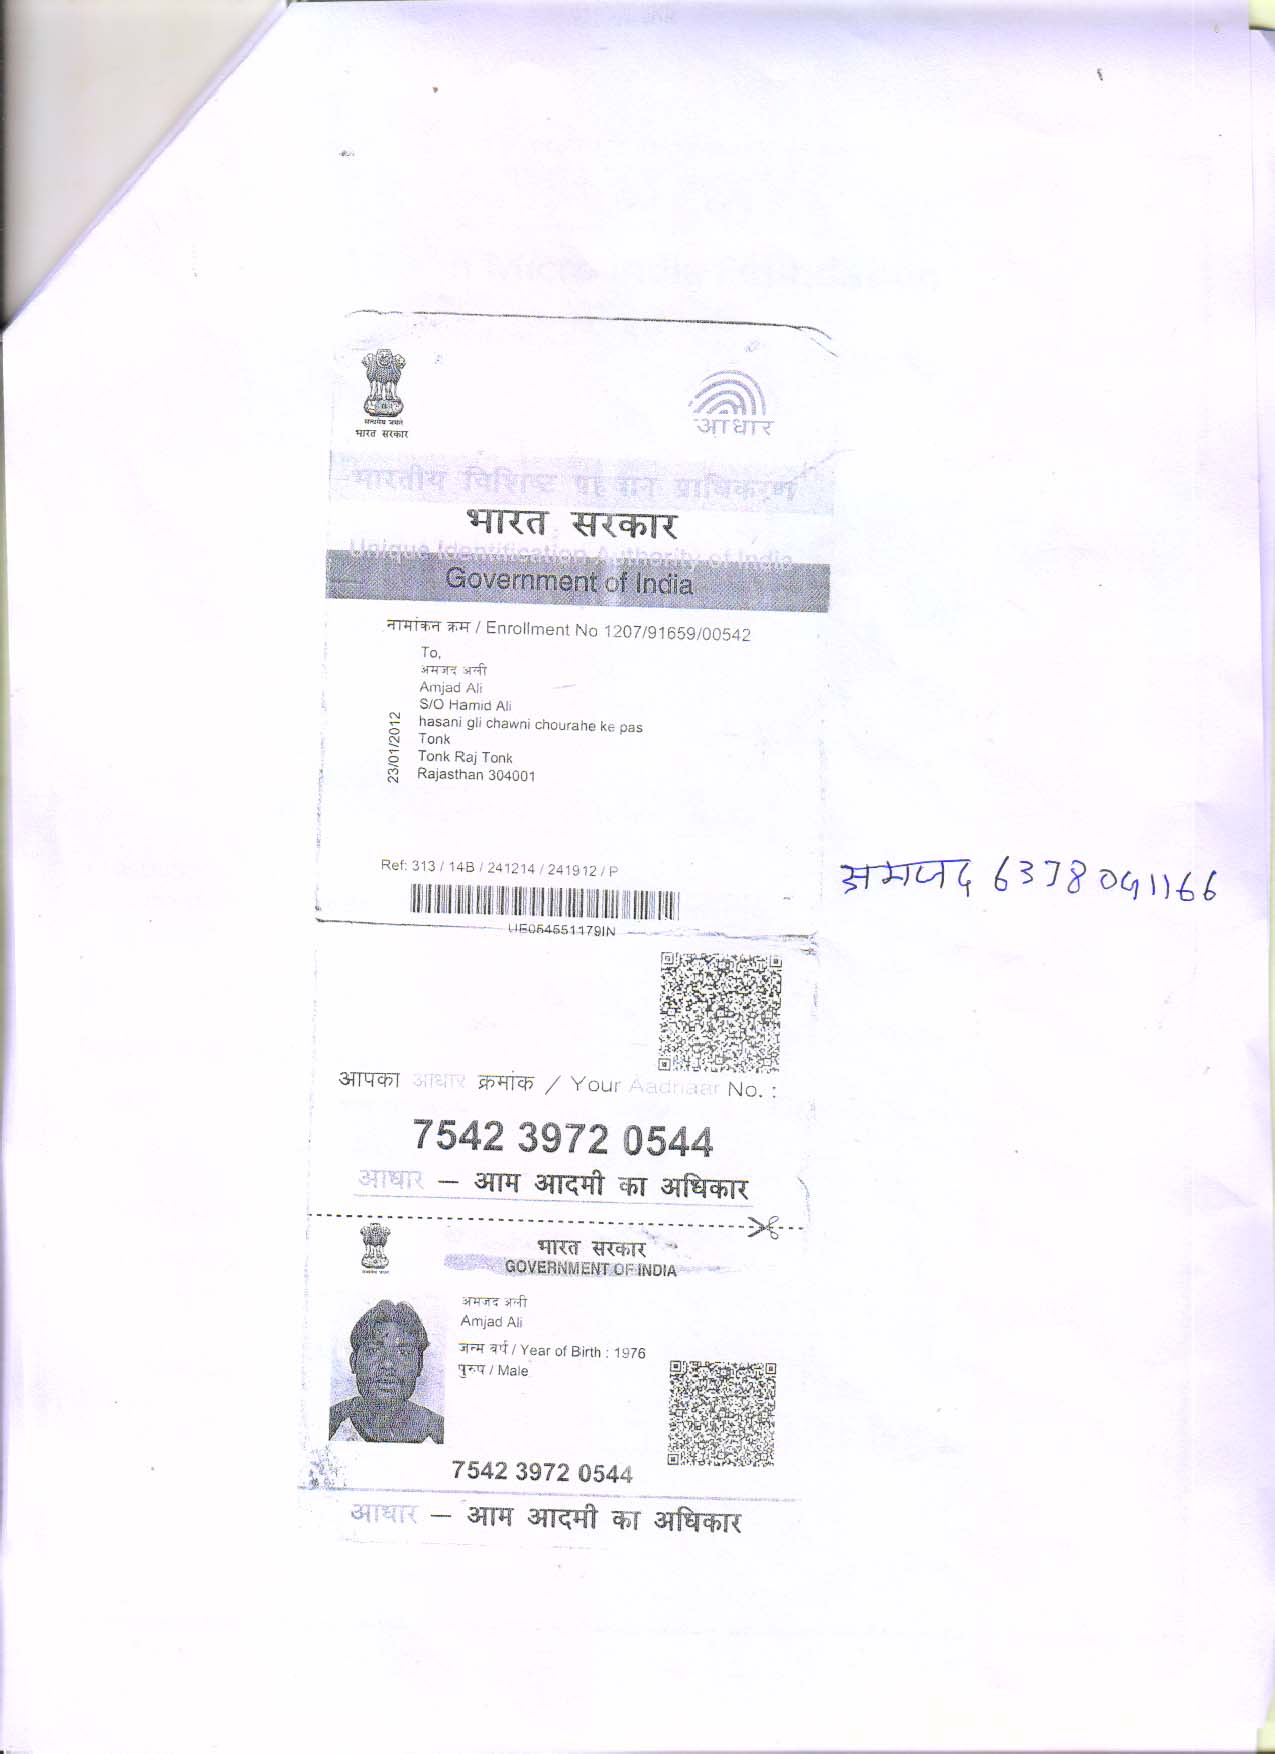 सत्यमेव जयते
भारत सरकार
आधार
भारतीय विशिष्ट पहचान प्राधिकरण
भारत सरकार
Unique Identification Authority of India
Government of India
नामांकन क्रम / Enrollment No 1207/91659/00542
To,
अमजद अली
Amjad Ali
S/O Hamid Ali
hasani gli chawni chourahe ke pas
Tonk
Tonk Raj Tonk
Rajasthan 304001
23/01/2012
Ref: 313 / 14B / 241214 / 241912 / P
अमजद 6378091166
UE054551179IN
आपका आधार क्रमांक / Your Aadhaar No. :
7542 3972 0544
आधार – आम आदमी का अधिकार
भारत सरकार
GOVERNMENT OF INDIA
अमजद अली
Amjad Ali
जन्म वर्ष / Year of Birth : 1976
पुरुष / Male
7542 3972 0544
आधार – आम आदमी का अधिकार